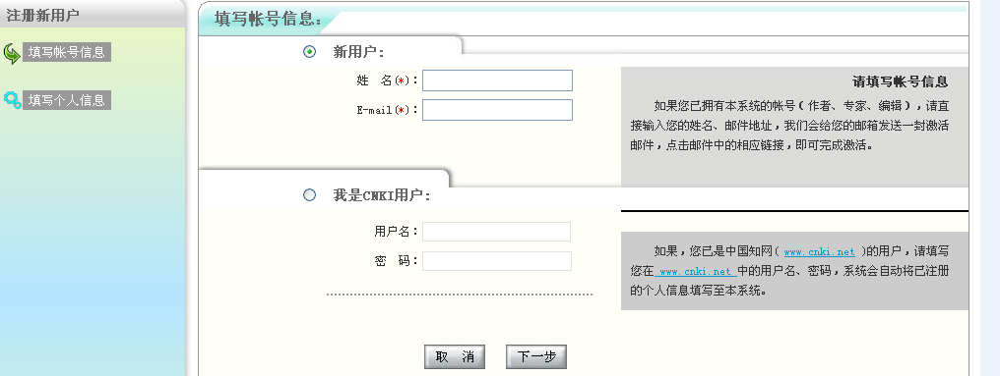 注册新用户
填写帐号信息
填写个人信息
填写帐号信息：
新用户：
姓　名(*)：
E-mail(*)：
请填写帐号信息
如果您已拥有本系统的帐号（作者、专家、编辑），请直
接输入您的姓名、邮件地址，我们会给您的邮箱发送一封激活
邮件，点击邮件中的相应链接，即可完成激活。
我是CNKI用户：
用户名：
密　码：
如果，您已是中国知网( www.cnki.net )的用户，请填写
您在 www.cnki.net 中的用户名、密码，系统会自动将已注册
的个人信息填写至本系统。
取　消
下一步